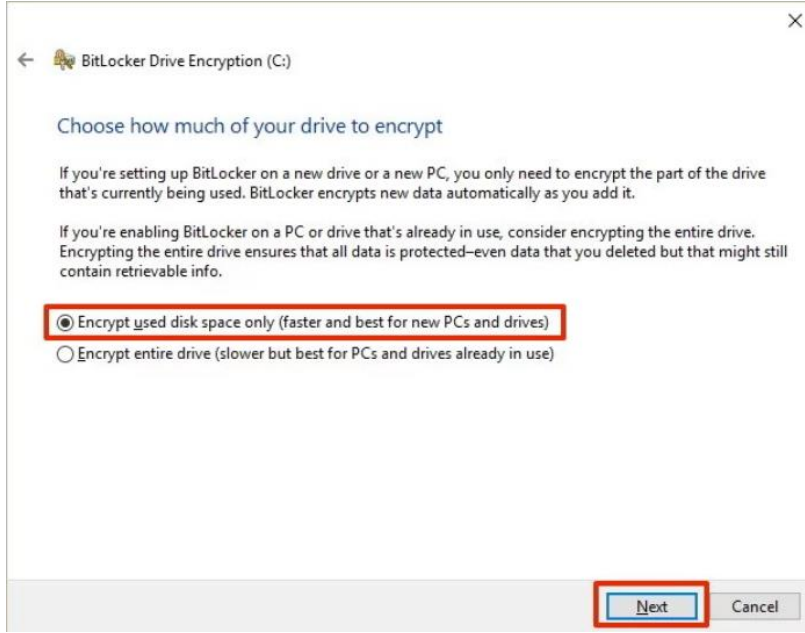 BitLocker Drive Encryption (C:)
Choose how much of your drive to encrypt
If you're setting up BitLocker on a new drive or a new PC, you only need to encrypt the part of the drive
that's currently being used. BitLocker encrypts new data automatically as you add it.
If you're enabling BitLocker on a PC or drive that's already in use, consider encrypting the entire drive.
Encrypting the entire drive ensures that all data is protected–even data that you deleted but that might still
contain retrievable info.
Encrypt used disk space only (faster and best for new PCs and drives)
Encrypt entire drive (slower but best for PCs and drives already in use)
Next Cancel